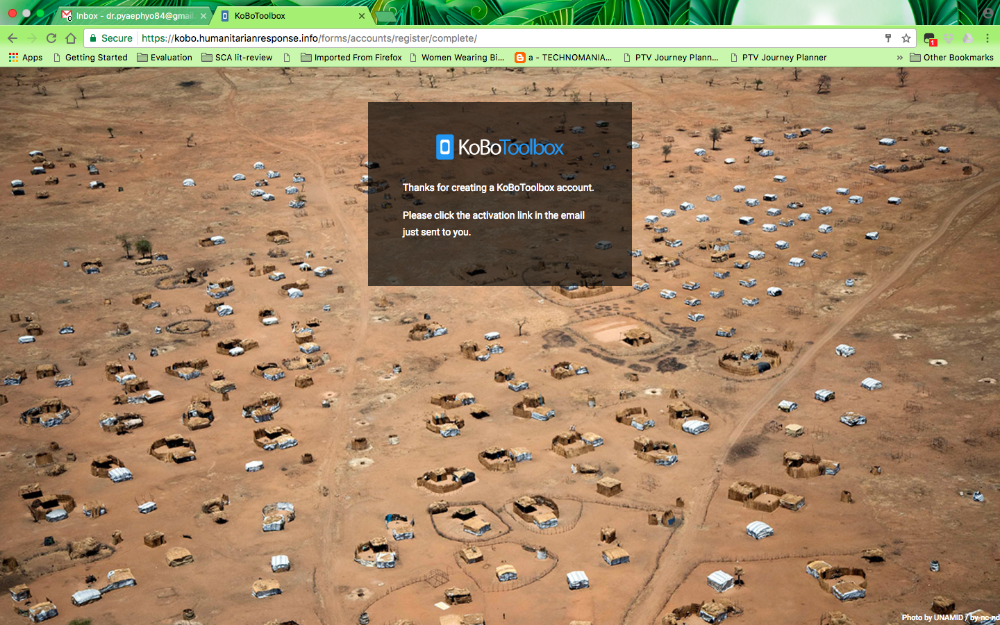 Inbox - dr.pyaephyo84@gmail.
KoBoToolbox
Secure
https://kobo.humanitarianresponse.info/forms/accounts/register/complete/
1
Apps
Getting Started
Evaluation
SCA lit-review
Imported From Firefox
Women Wearing Bi...
a - TECHNOMANIA...
PTV Journey Plann...
PTV Journey Planner
»
Other Bookmarks
KoBoToolbox
Thanks for creating a KoBoToolbox account.
Please click the activation link in the email
just sent to you.
Photo by UNAMID / by-nc-nd